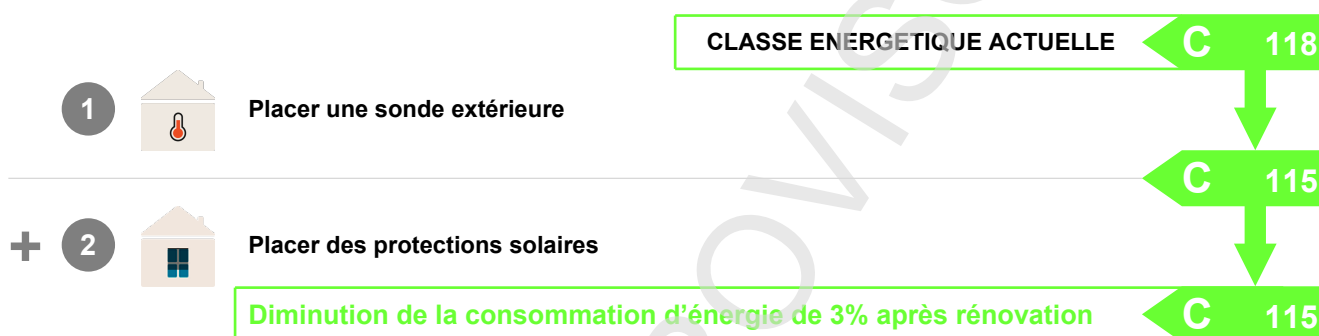 CLASSE ENERGETIQUE ACTUELLE C 118
1 Placer une sonde extérieure
C 115
+ 2 Placer des protections solaires
Diminution de la consommation d'énergie de 3% après rénovation C 115